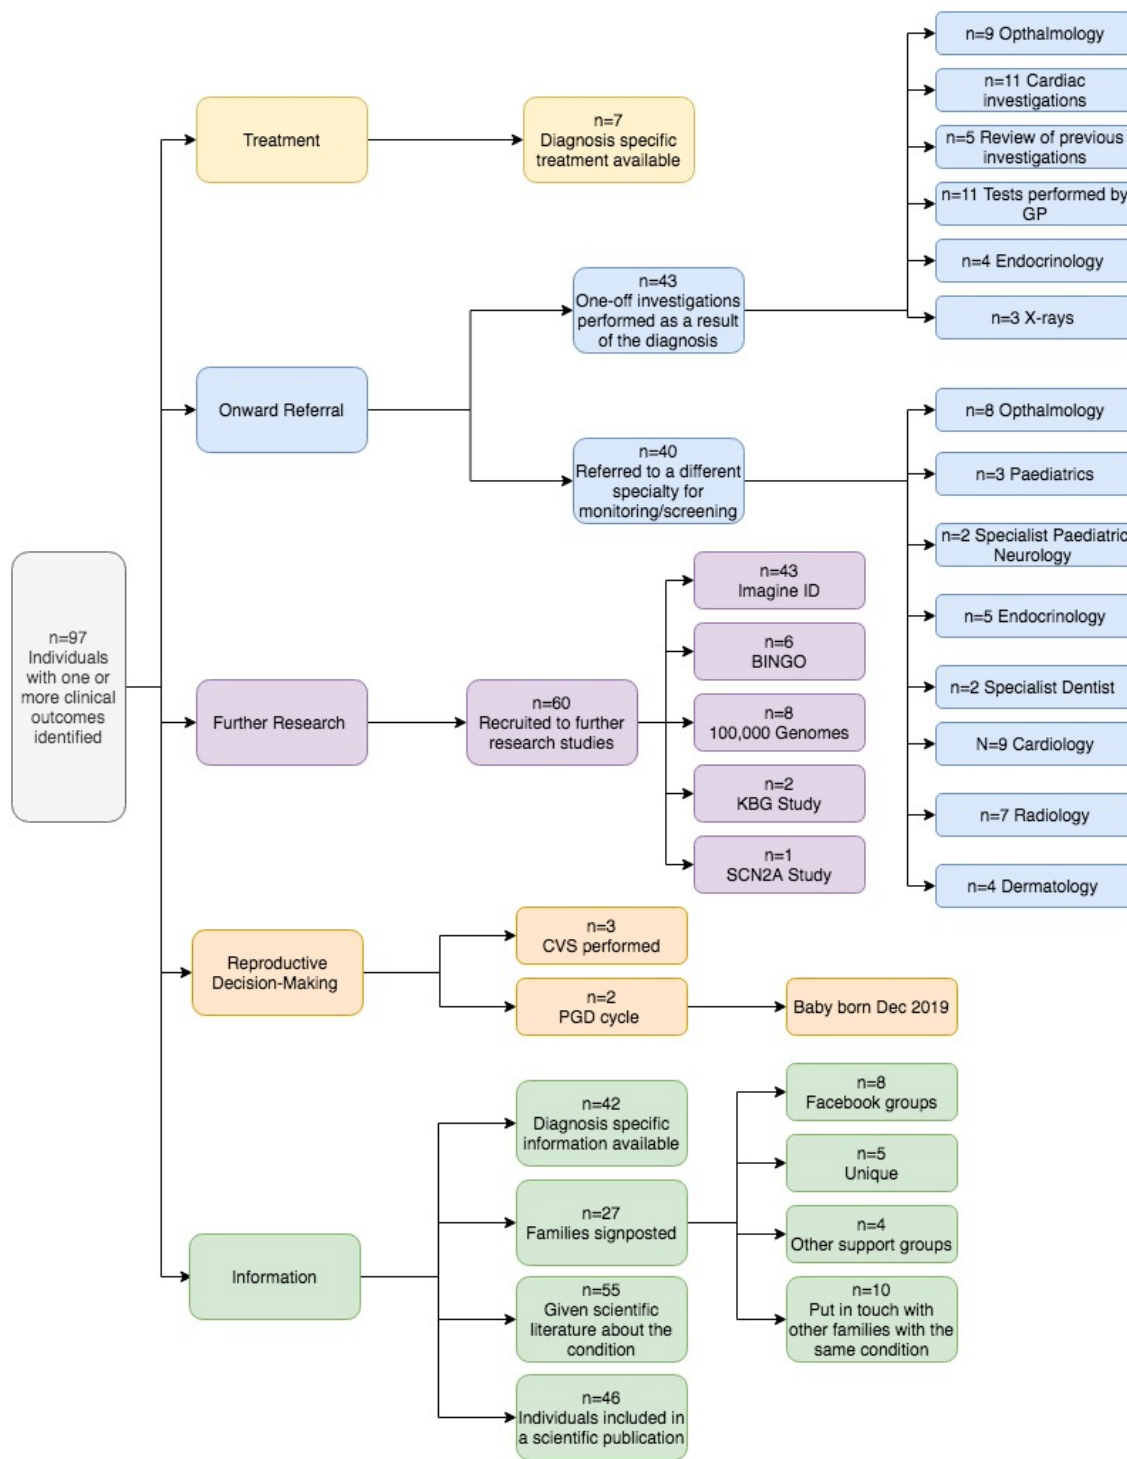 n=97
Individuals
with one or
more clinical
outcomes
identified
Treatment
n=7
Diagnosis specific
treatment available
Onward Referral
n=43
One-off investigations
performed as a result
of the diagnosis
n=9 Opthalmology
n=11 Cardiac
investigations
n=5 Review of previous
investigations
n=11 Tests performed by
GP
n=4 Endocrinology
n=3 X-rays
n=40
Referred to a different
specialty for
monitoring/screening
n=8 Opthalmology
n=3 Paediatrics
n=2 Specialist Paediatric
Neurology
n=5 Endocrinology
n=2 Specialist Dentist
N=9 Cardiology
n=7 Radiology
n=4 Dermatology
Further Research
n=60
Recruited to further
research studies
n=43
Imagine ID
n=6
BINGO
n=8
100,000 Genomes
n=2
KBG Study
n=1
SCN2A Study
Reproductive
Decision-Making
n=3
CVS performed
n=2
PGD cycle
Baby born Dec 2019
Information
n=42
Diagnosis specific
information available
n=27
Families signposted
n=8
Facebook groups
n=5
Unique
n=4
Other support groups
n=10
Put in touch with
other families with the
same condition
n=55
Given scientific
literature about the
condition
n=46
Individuals included in
a scientific publication